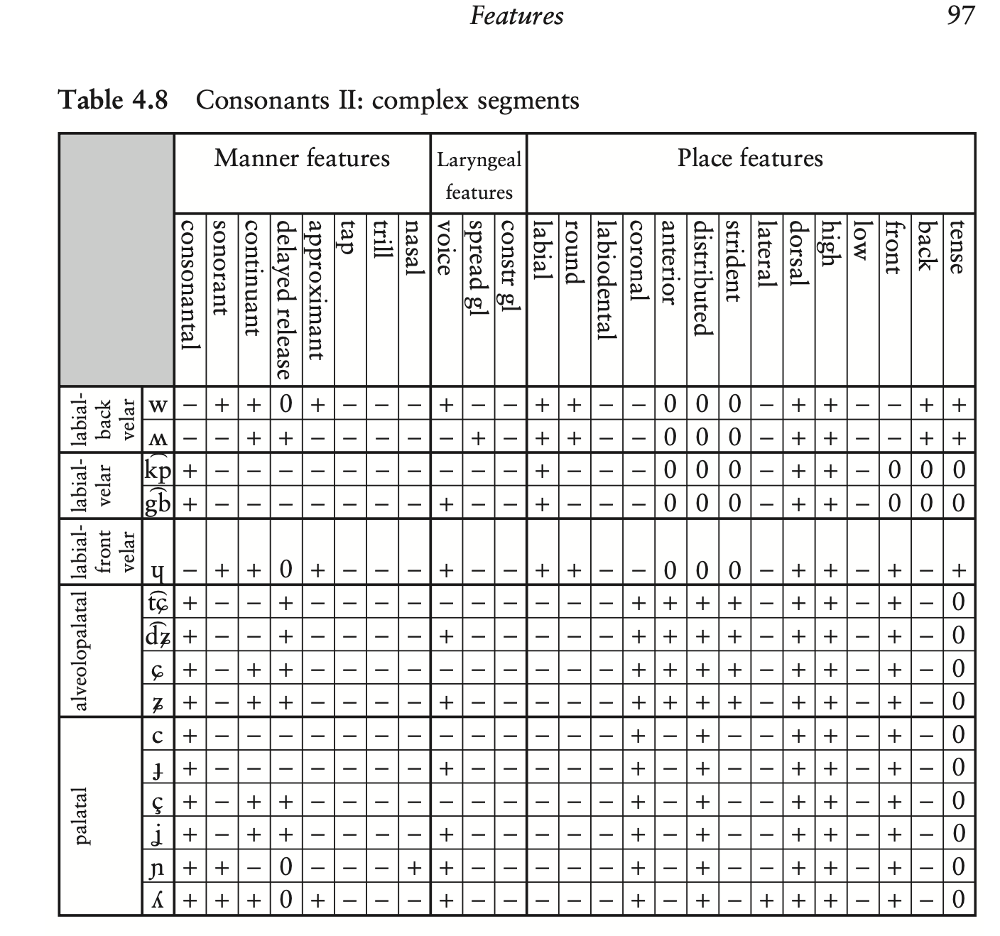 Features 97
Table 4.8 Consonants II: complex segments
Manner features Laryngeal features Place features
consonantal sonorant continuant delayed release approximant tap trill nasal voice spread gl constr gl labial round labiodental coronal anterior distributed strident lateral dorsal high low front back tense
labial-back velar
w − + + 0 + − − − + − − + + − − 0 0 0 − + + − − + +
ʍ − − + + − − − − − + − + + − − 0 0 0 − + + − − + +
labial-velar
k͡p + − − − − − − − − − − + − − − 0 0 0 − + + − 0 0 0
g͡b + − − − − − − − + − − + − − − 0 0 0 − + + − 0 0 0
labial-front velar
ɥ − + + 0 + − − − + − − + + − − 0 0 0 − + + − + − +
alveolopalatal
t͡ɕ + − − + − − − − − − − − − − + + + + − + + − + − 0
d͡ʑ + − − + − − − − + − − − − − + + + + − + + − + − 0
ɕ + − + + − − − − − − − − − − + + + + − + + − + − 0
ʑ + − + + − − − − + − − − − − + + + + − + + − + − 0
palatal
c + − − − − − − − − − − − − − + − + − − + + − + − 0
ɟ + − − − − − − − + − − − − − + − + − − + + − + − 0
ç + − + + − − − − − − − − − − + − + − − + + − + − 0
ʝ + − + + − − − − + − − − − − + − + − − + + − + − 0
ɲ + + − 0 − − − + + − − − − − + − + − − + + − + − 0
ʎ + + + 0 + − − − + − − − − − + − + − + + + − + − 0